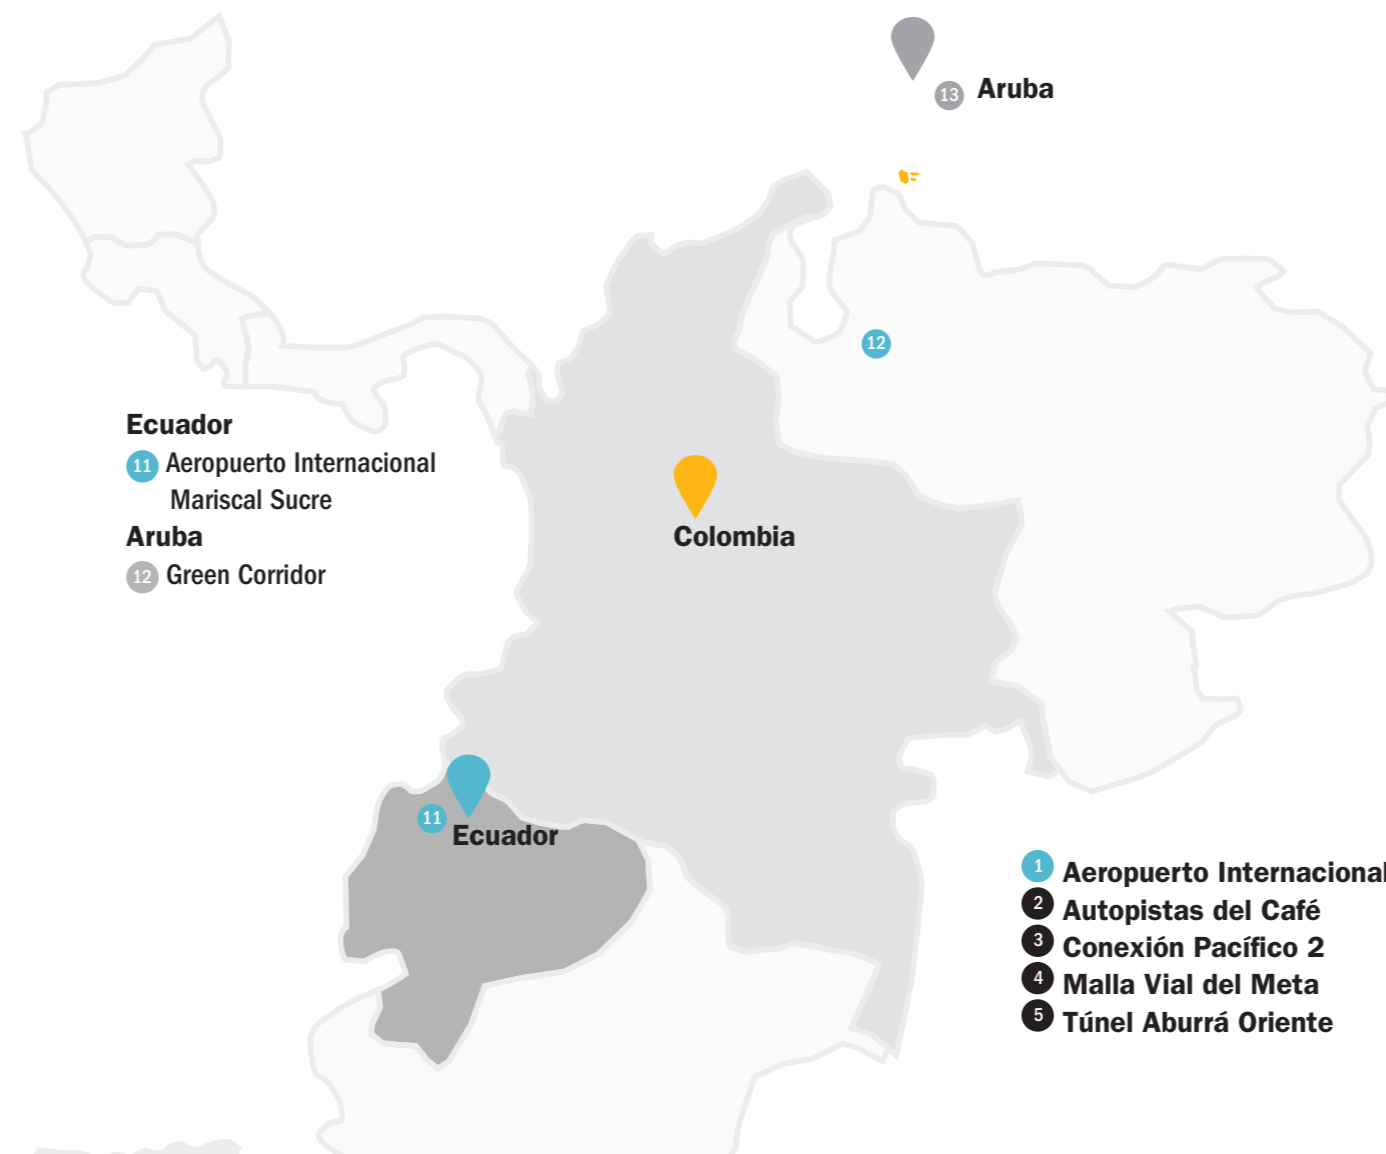 13 Aruba
12
Ecuador
11 Aeropuerto Internacional
Mariscal Sucre
Aruba
12 Green Corridor
Colombia
11
Ecuador
1 Aeropuerto Internacional
2 Autopistas del Café
3 Conexión Pacífico 2
4 Malla Vial del Meta
5 Túnel Aburrá Oriente